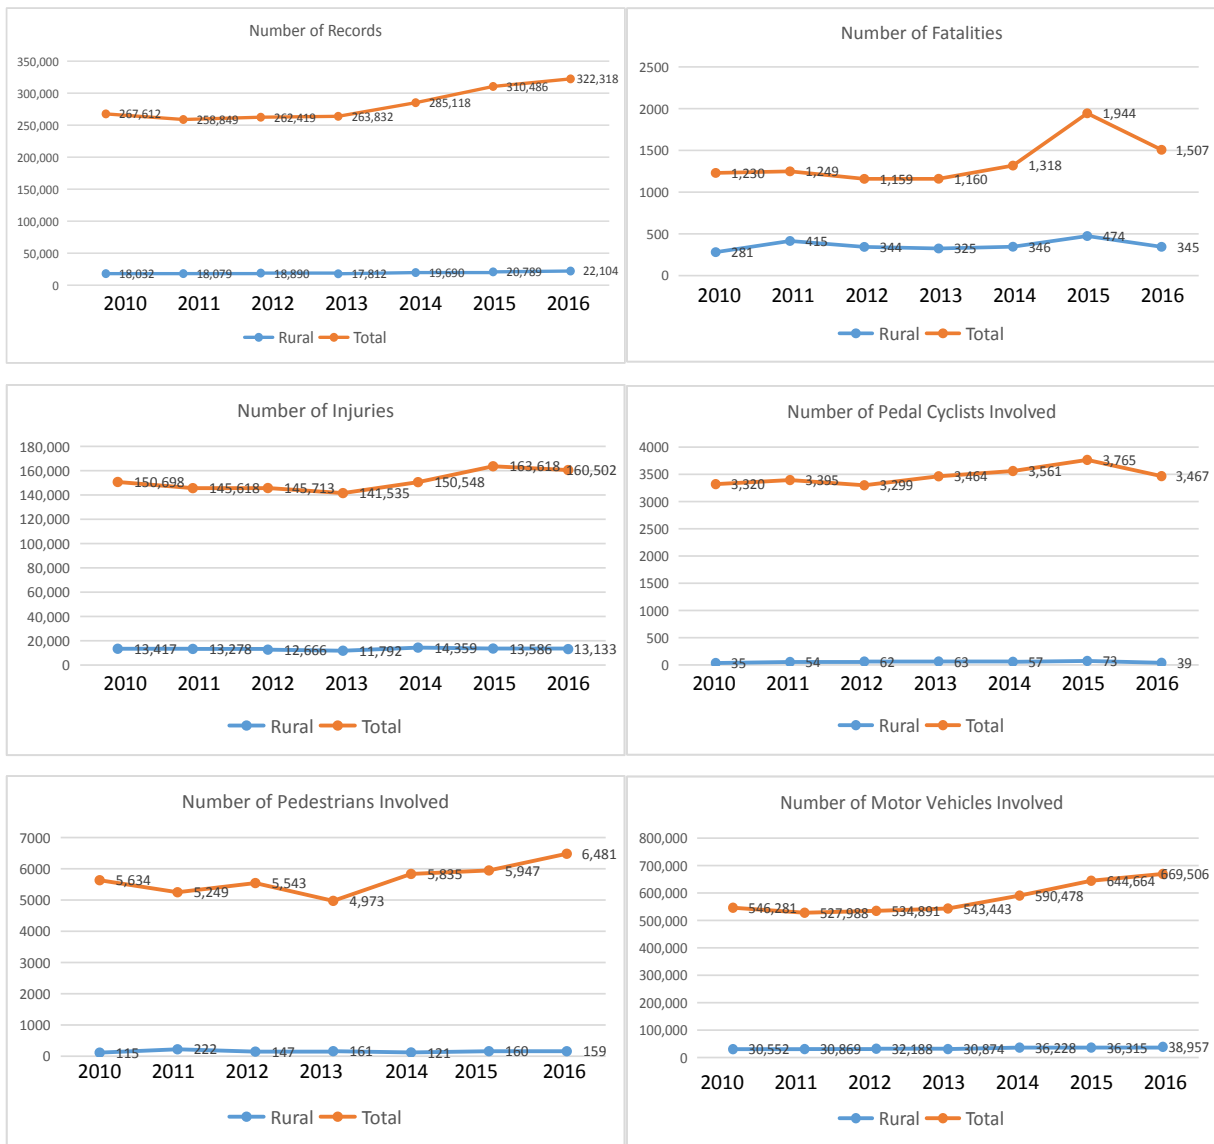 Number of Records
350,000
300,000
250,000
200,000
150,000
100,000
50,000
0
267,612 258,849 262,419 263,832 285,118 310,486 322,318
18,032 18,079 18,890 17,812 19,690 20,789 22,104
2010 2011 2012 2013 2014 2015 2016
Rural Total
Number of Fatalities
2500
2000
1500
1000
500
0
1,230 1,249 1,159 1,160 1,318 1,944 1,507
281 415 344 325 346 474 345
2010 2011 2012 2013 2014 2015 2016
Rural Total
Number of Injuries
180,000
160,000
140,000
120,000
100,000
80,000
60,000
40,000
20,000
0
150,698 145,618 145,713 141,535 150,548 163,618 160,502
13,417 13,278 12,666 11,792 14,359 13,586 13,133
2010 2011 2012 2013 2014 2015 2016
Rural Total
Number of Pedal Cyclists Involved
4000
3500
3000
2500
2000
1500
1000
500
0
3,320 3,395 3,299 3,464 3,561 3,765 3,467
35 54 62 63 57 73 39
2010 2011 2012 2013 2014 2015 2016
Rural Total
Number of Pedestrians Involved
7000
6000
5000
4000
3000
2000
1000
0
5,634 5,249 5,543 4,973 5,835 5,947 6,481
115 222 147 161 121 160 159
2010 2011 2012 2013 2014 2015 2016
Rural Total
Number of Motor Vehicles Involved
800,000
700,000
600,000
500,000
400,000
300,000
200,000
100,000
0
546,281 527,988 534,891 543,443 590,478 644,664 669,506
30,552 30,869 32,188 30,874 36,228 36,315 38,957
2010 2011 2012 2013 2014 2015 2016
Rural Total